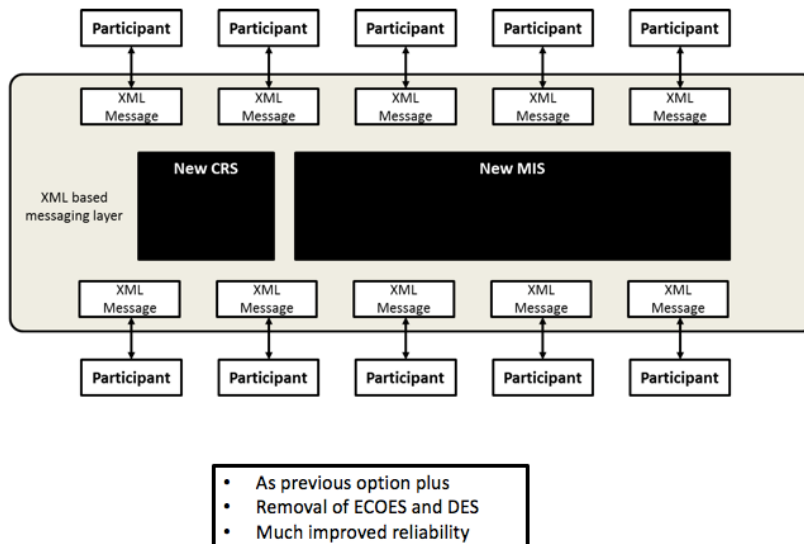 Participant Participant Participant Participant Participant
XML XML XML XML XML
Message Message Message Message Message
New CRS New MIS
XML based
messaging layer
XML XML XML XML XML
Message Message Message Message Message
Participant Participant Participant Participant Participant
• As previous option plus
• Removal of ECOES and DES
• Much improved reliability